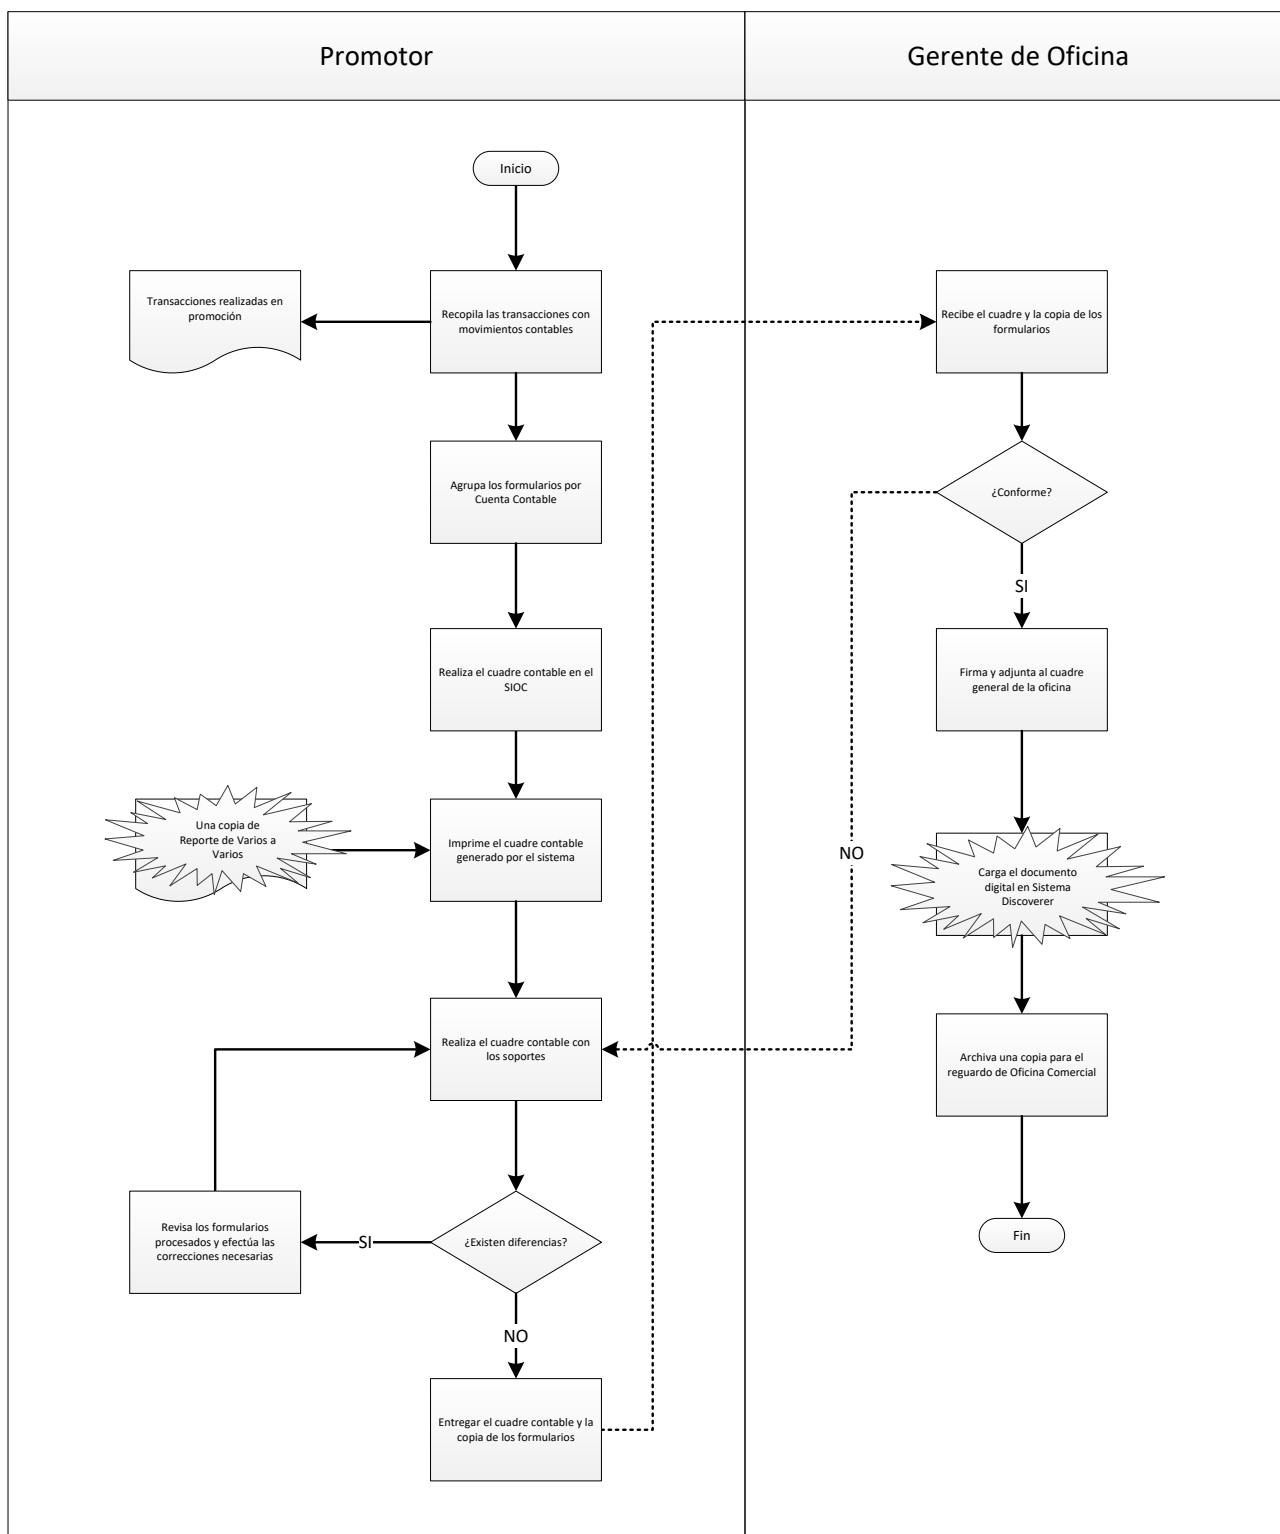 Promotor
Gerente de Oficina
Inicio
Transacciones realizadas en
promoción
Recopila las transacciones con
movimientos contables
Agrupa los formularios por
Cuenta Contable
Realiza el cuadre contable en el
SIOC
Una copia de
Reporte de Varios a
Varios
Imprime el cuadre contable
generado por el sistema
Realiza el cuadre contable con
los soportes
Revisa los formularios
procesados y efectúa las
correcciones necesarias
SI
¿Existen diferencias?
NO
Entregar el cuadre contable y la
copia de los formularios
Recibe el cuadre y la copia de los
formularios
¿Conforme?
SI
NO
Firma y adjunta al cuadre
general de la oficina
Carga el documento
digital en Sistema
Discoverer
Archiva una copia para el
reguardo de Oficina Comercial
Fin